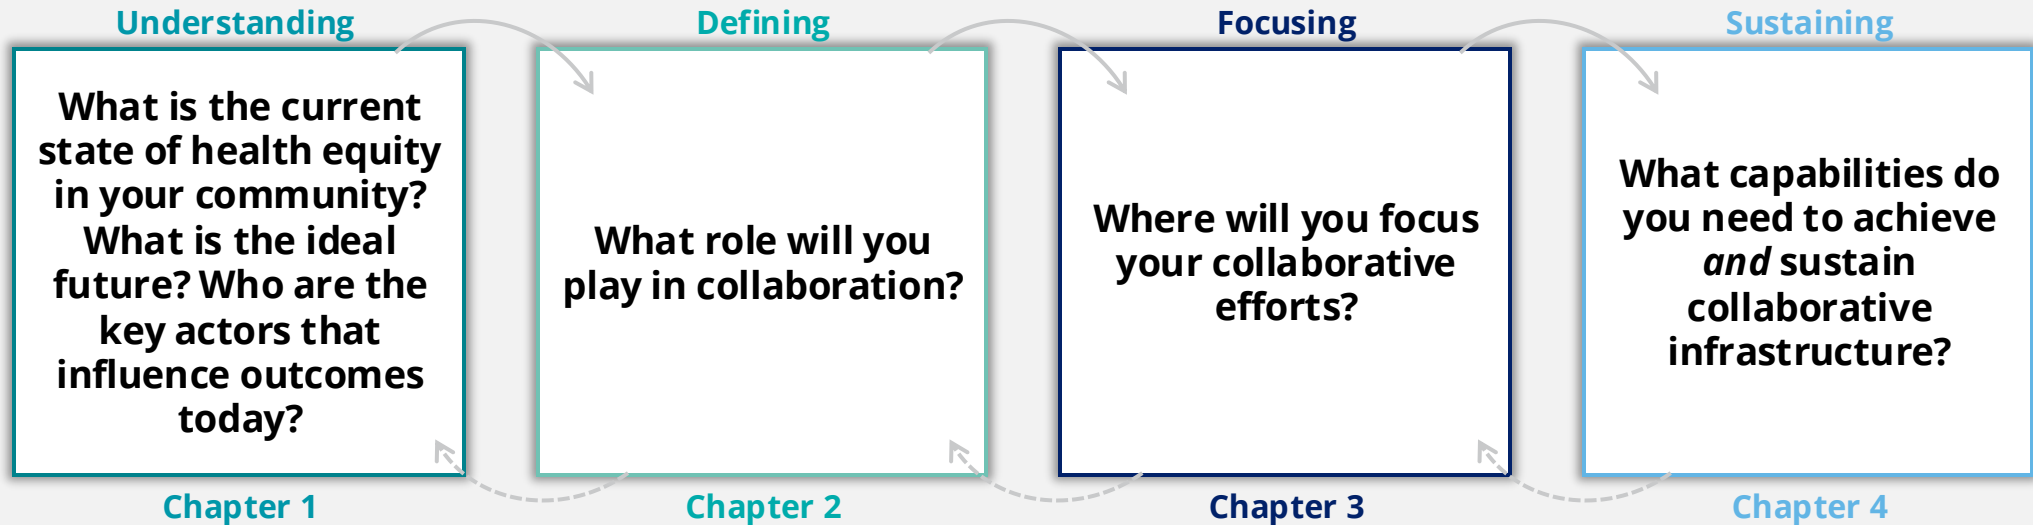 Understanding
What is the current
state of health equity
in your community?
What is the ideal
future? Who are the
key actors that
influence outcomes
today?
Chapter 1
Defining
What role will you
play in collaboration?
Chapter 2
Focusing
Where will you focus
your collaborative
efforts?
Chapter 3
Sustaining
What capabilities do
you need to achieve
and sustain
collaborative
infrastructure?
Chapter 4